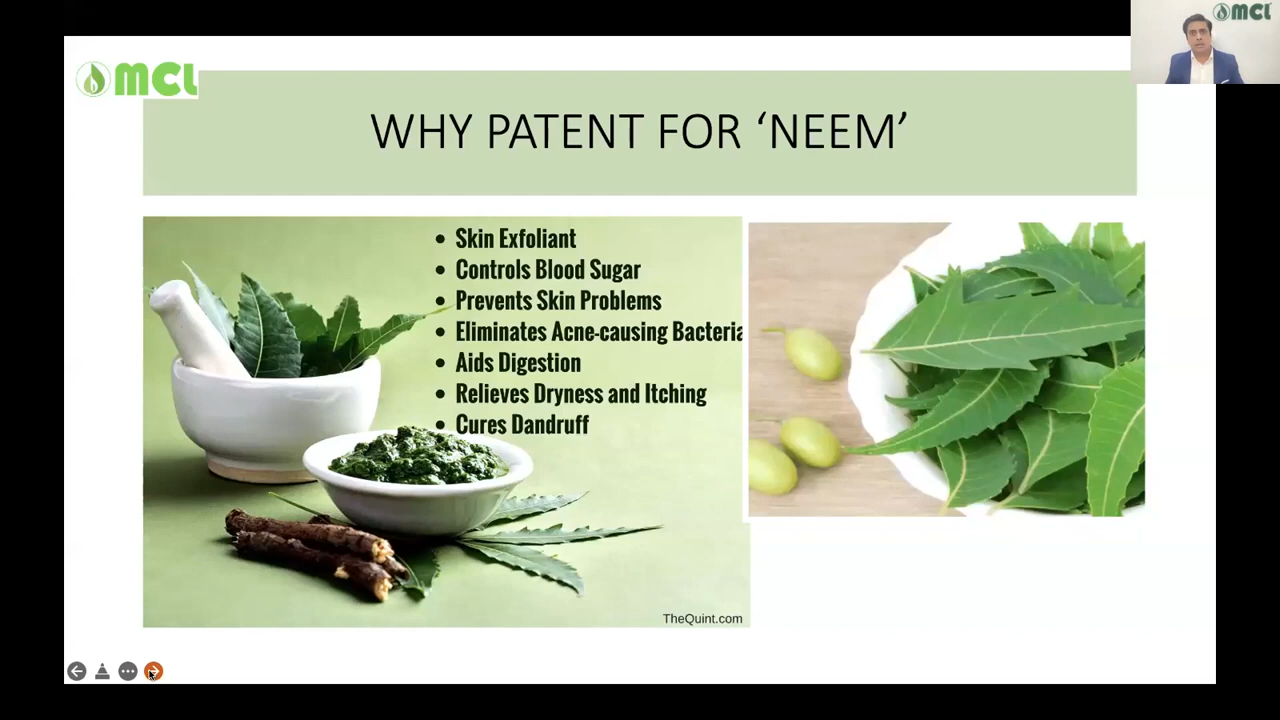 MCL
MCL
WHY PATENT FOR ‘NEEM’
• Skin Exfoliant
• Controls Blood Sugar
• Prevents Skin Problems
• Eliminates Acne-causing Bacteria
• Aids Digestion
• Relieves Dryness and Itching
• Cures Dandruff
TheQuint.com